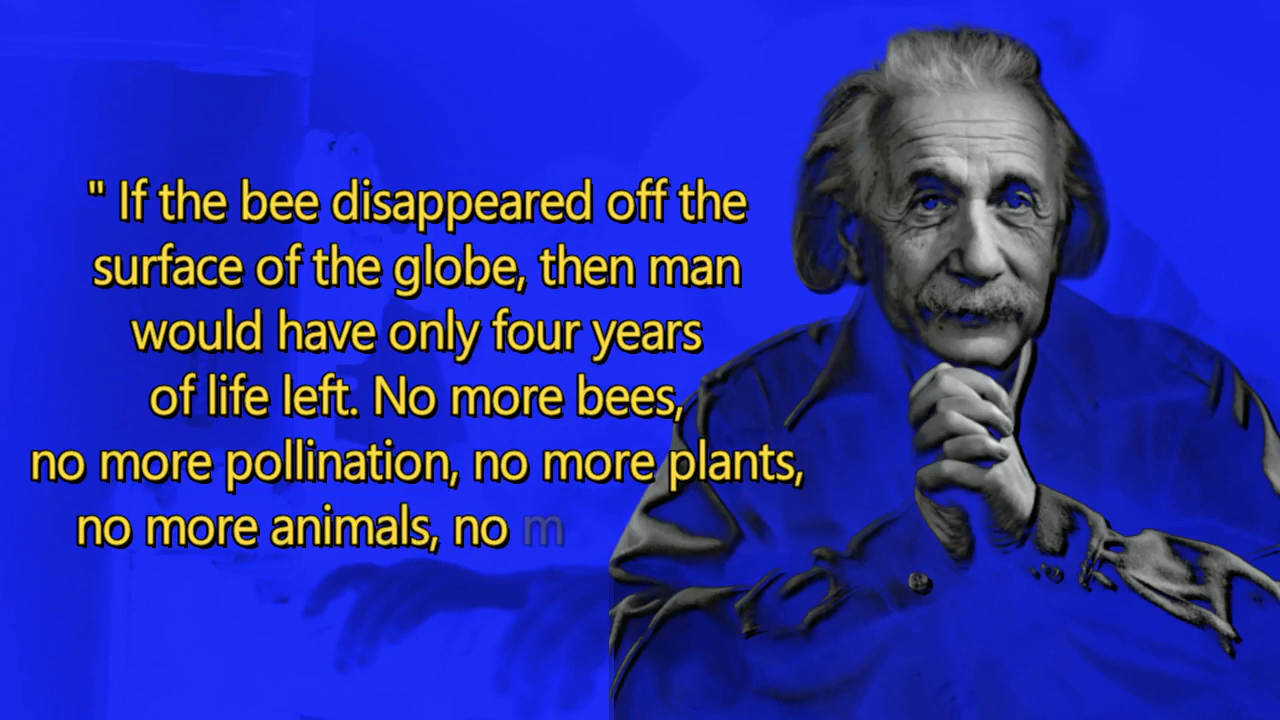 " If the bee disappeared off the
surface of the globe, then man
would have only four years
of life left. No more bees,
no more pollination, no more plants,
no more animals, no m